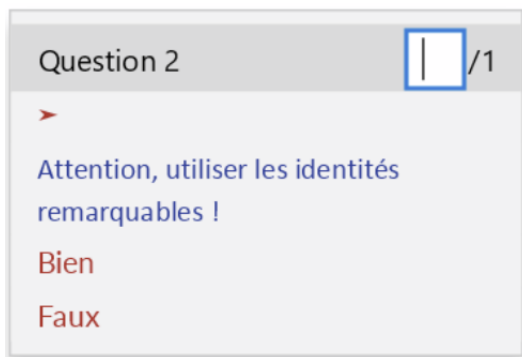 Question 2 /1
➤
Attention, utiliser les identités
remarquables !
Bien
Faux